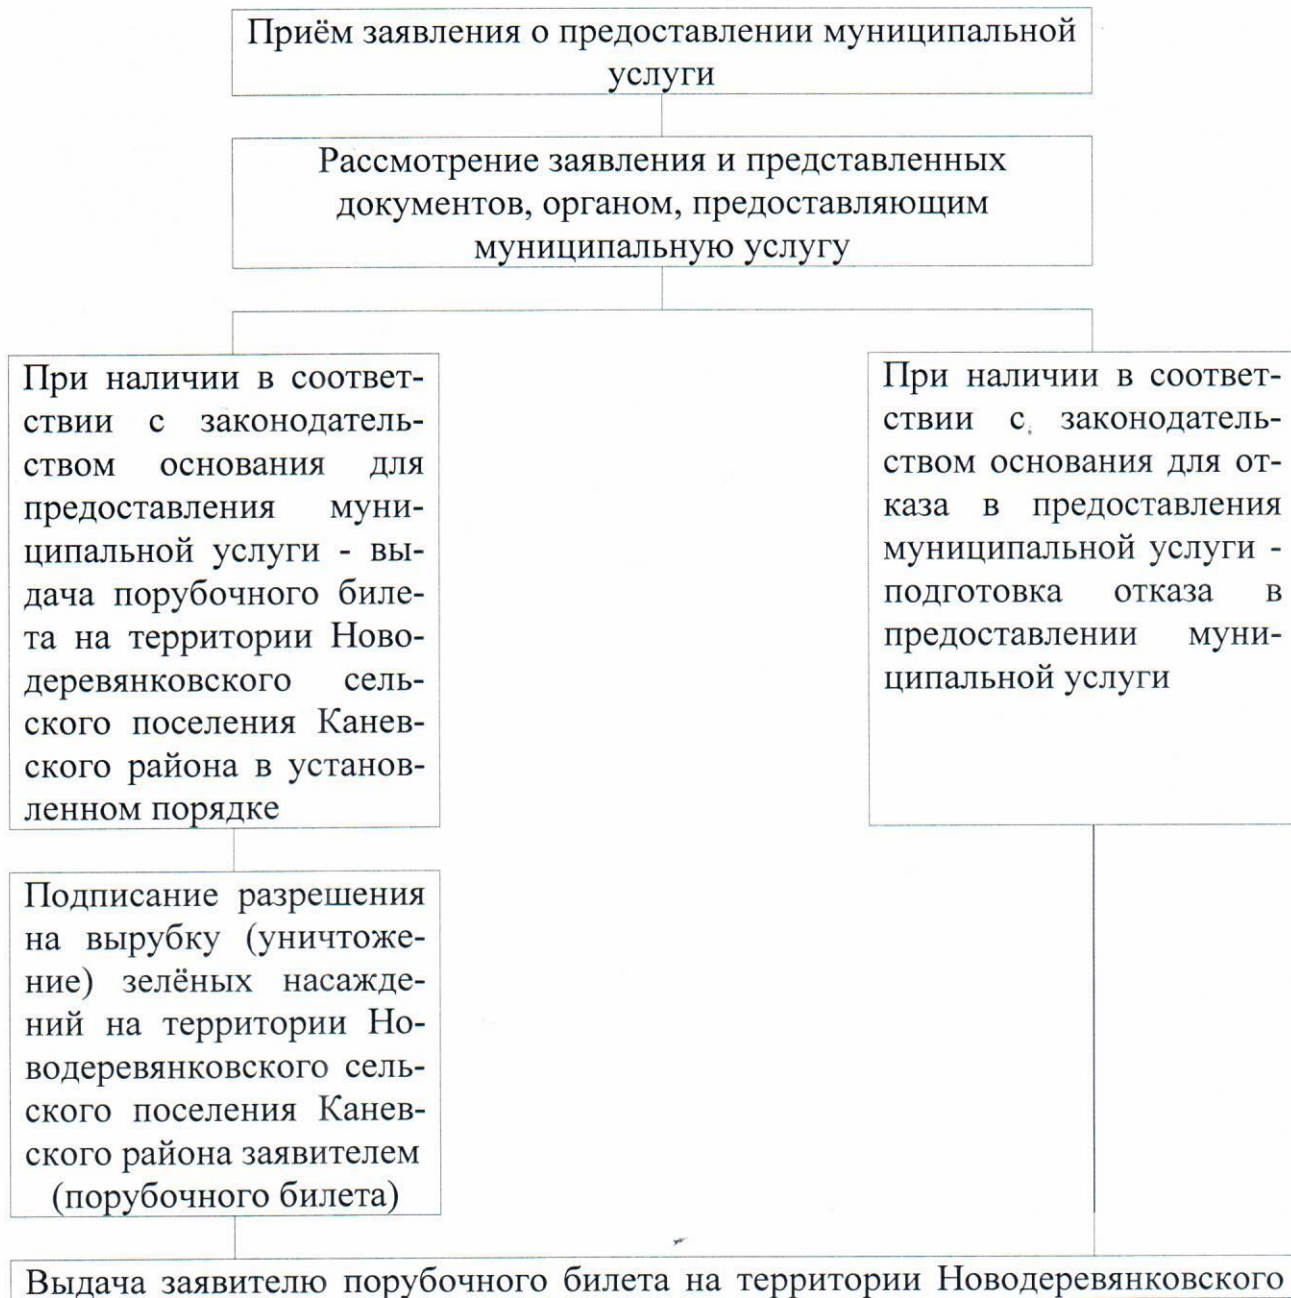 Приём заявления о предоставлении муниципальной
услуги
Рассмотрение заявления и представленных
документов, органом, предоставляющим
муниципальную услугу
При наличии в соответ-
ствии с законодатель-
ством основания для
предоставления муни-
ципальной услуги - вы-
дача порубочного биле-
та на территории Ново-
деревянковского сель-
ского поселения Канев-
ского района в установ-
ленном порядке
При наличии в соответ-
ствии с законодатель-
ством основания для от-
каза в предоставления
муниципальной услуги -
подготовка отказа в
предоставлении муни-
ципальной услуги
Подписание разрешения
на вырубку (уничтоже-
ние) зелёных насажде-
ний на территории Но-
водеревянковского сель-
ского поселения Канев-
ского района заявителем
(порубочного билета)
Выдача заявителю порубочного билета на территории Новодеревянковского